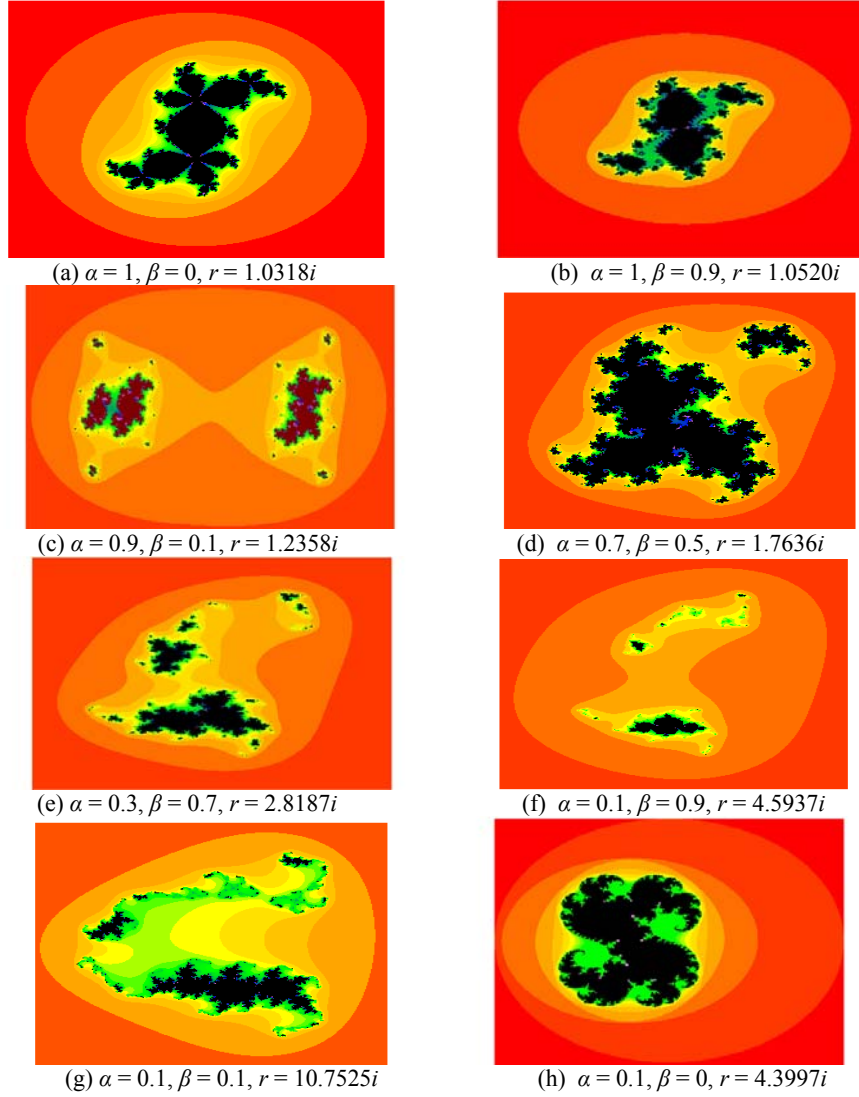 (a) α = 1, β = 0, r = 1.0318i
(b) α = 1, β = 0.9, r = 1.0520i
(c) α = 0.9, β = 0.1, r = 1.2358i
(d) α = 0.7, β = 0.5, r = 1.7636i
(e) α = 0.3, β = 0.7, r = 2.8187i
(f) α = 0.1, β = 0.9, r = 4.5937i
(g) α = 0.1, β = 0.1, r = 10.7525i
(h) α = 0.1, β = 0, r = 4.3997i